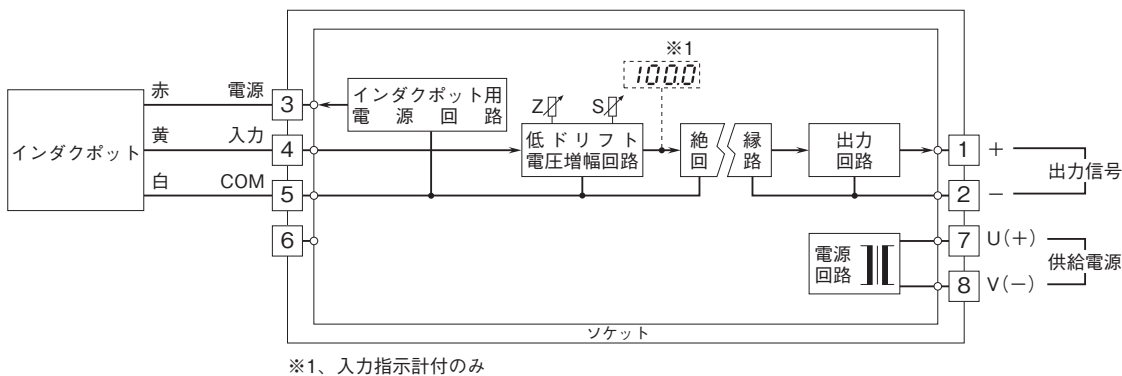 ※1
100.0
インダクポット
赤 電源 3
黄 入力 4
白 COM 5
6
インダクポット用
電源回路
Z
S
低ドリフト
電圧増幅回路
絶縁
回路
出力
回路
1 +
2 −
出力信号
電源
回路
7 U(+)
8 V(−)
供給電源
ソケット
※1、入力指示計付のみ